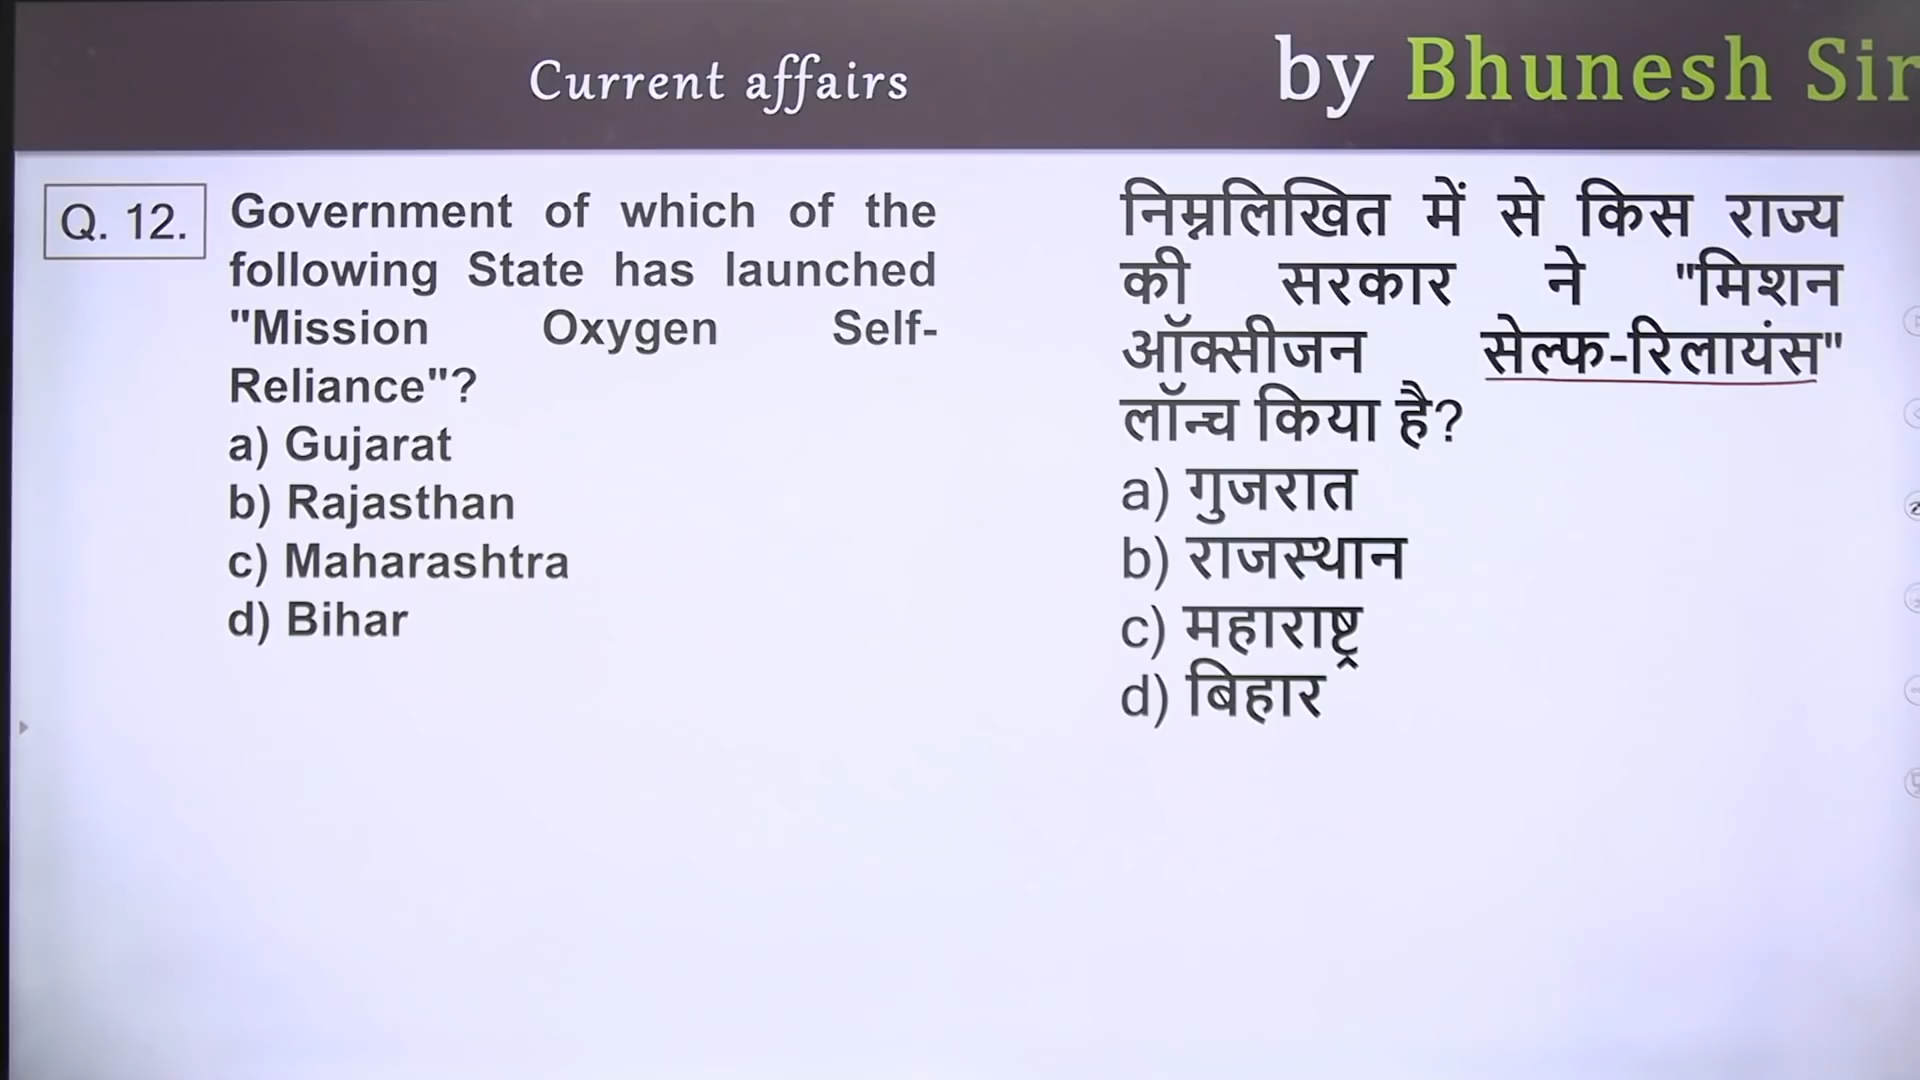 Current affairs
by Bhunesh Sir
Q. 12.
Government of which of the
following State has launched
"Mission Oxygen Self-
Reliance"?
a) Gujarat
b) Rajasthan
c) Maharashtra
d) Bihar
निम्नलिखित में से किस राज्य
की सरकार ने "मिशन
ऑक्सीजन सेल्फ-रिलायंस"
लॉन्च किया है?
a) गुजरात
b) राजस्थान
c) महाराष्ट्र
d) बिहार